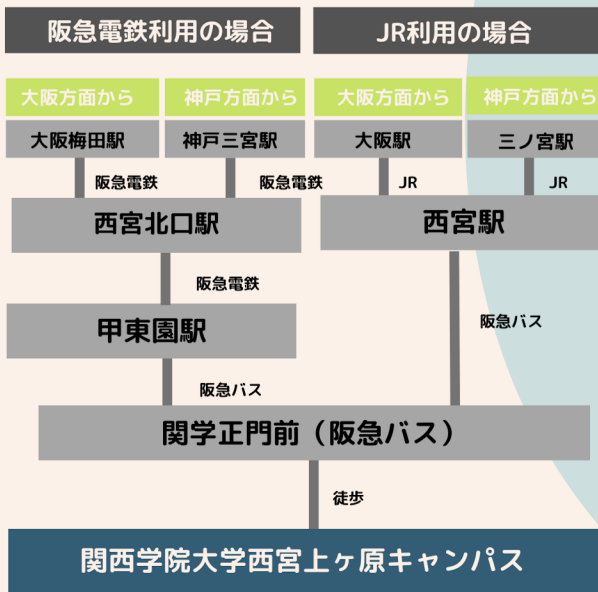 阪急電鉄利用の場合
JR利用の場合
大阪方面から
神戸方面から
大阪方面から
神戸方面から
大阪梅田駅
神戸三宮駅
大阪駅
三ノ宮駅
阪急電鉄
阪急電鉄
JR
JR
西宮北口駅
西宮駅
阪急電鉄
阪急バス
甲東園駅
阪急バス
関学正門前（阪急バス）
徒歩
関西学院大学西宮上ヶ原キャンパス